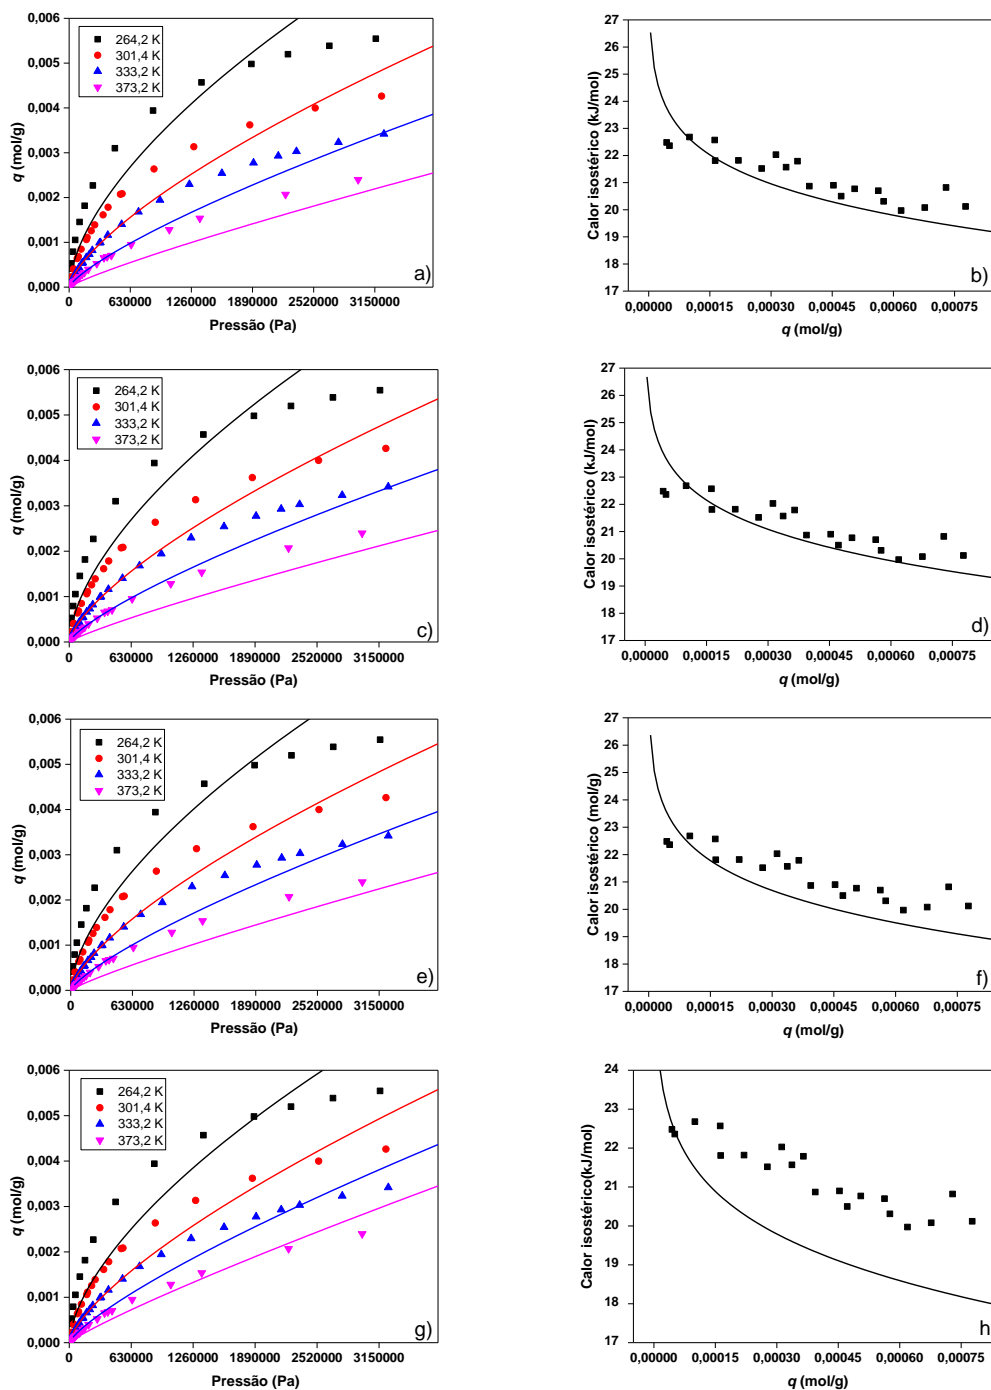 0,006
0,005
0,004
0,003
0,002
0,001
0,000
q (mol/g)
264,2 K
301,4 K
333,2 K
373,2 K
a)
0 630000 1260000 1890000 2520000 3150000
Pressão (Pa)
27
26
25
24
23
22
21
20
19
18
17
Calor isostérico (kJ/mol)
b)
0,00000 0,00015 0,00030 0,00045 0,00060 0,00075
q (mol/g)
0,006
0,005
0,004
0,003
0,002
0,001
0,000
q (mol/g)
264,2 K
301,4 K
333,2 K
373,2 K
c)
0 630000 1260000 1890000 2520000 3150000
Pressão (Pa)
27
26
25
24
23
22
21
20
19
18
17
Calor isostérico (kJ/mol)
d)
0,00000 0,00015 0,00030 0,00045 0,00060 0,00075
q (mol/g)
0,006
0,005
0,004
0,003
0,002
0,001
0,000
q (mol/g)
264,2 K
301,4 K
333,2 K
373,2 K
e)
0 630000 1260000 1890000 2520000 3150000
Pressão (Pa)
27
26
25
24
23
22
21
20
19
18
17
Calor isostérico (mol/g)
f)
0,00000 0,00015 0,00030 0,00045 0,00060 0,00075
q (mol/g)
0,006
0,005
0,004
0,003
0,002
0,001
0,000
q (mol/g)
264,2 K
301,4 K
333,2 K
373,2 K
g)
0 630000 1260000 1890000 2520000 3150000
Pressão (Pa)
24
23
22
21
20
19
18
17
Calor isostérico(kJ/mol)
h
0,00000 0,00015 0,00030 0,00045 0,00060 0,00075
q (mol/g)